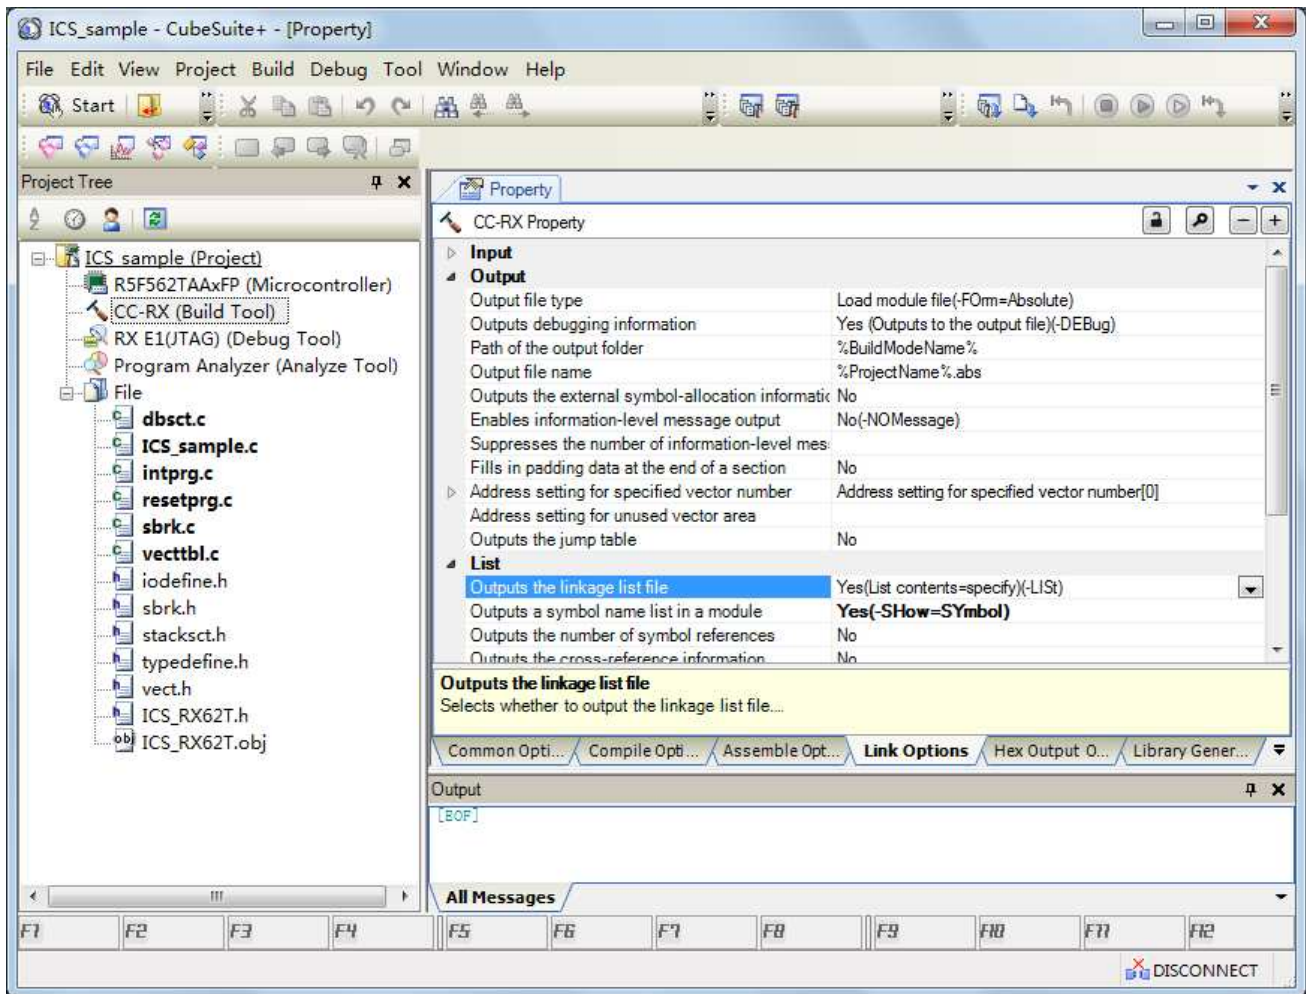 ICS_sample - CubeSuite+ - [Property]
File Edit View Project Build Debug Tool Window Help
Start
Project Tree
ICS_sample (Project)
R5F562TAAxFP (Microcontroller)
CC-RX (Build Tool)
RX E1(JTAG) (Debug Tool)
Program Analyzer (Analyze Tool)
File
dbsct.c
ICS_sample.c
intprg.c
resetprg.c
sbrk.c
vecttbl.c
iodefine.h
sbrk.h
stacksct.h
typedefine.h
vect.h
ICS_RX62T.h
ICS_RX62T.obj
Property
CC-RX Property
Input
Output
Output file type Load module file(-FOrm=Absolute)
Outputs debugging information Yes (Outputs to the output file)(-DEBug)
Path of the output folder %BuildModeName%
Output file name %ProjectName%.abs
Outputs the external symbol-allocation informatic No
Enables information-level message output No(-NOMessage)
Suppresses the number of information-level mes
Fills in padding data at the end of a section No
Address setting for specified vector number Address setting for specified vector number[0]
Address setting for unused vector area
Outputs the jump table No
List
Outputs the linkage list file Yes(List contents=specify)(-LISt)
Outputs a symbol name list in a module Yes(-SHow=SYmbol)
Outputs the number of symbol references No
Outputs the cross-reference information No
Outputs the linkage list file
Selects whether to output the linkage list file....
Common Opti... Compile Opti... Assemble Opt... Link Options Hex Output O... Library Gener...
Output
[EOF]
All Messages
F1 F2 F3 F4 F5 F6 F7 F8 F9 F10 F11 F12
DISCONNECT